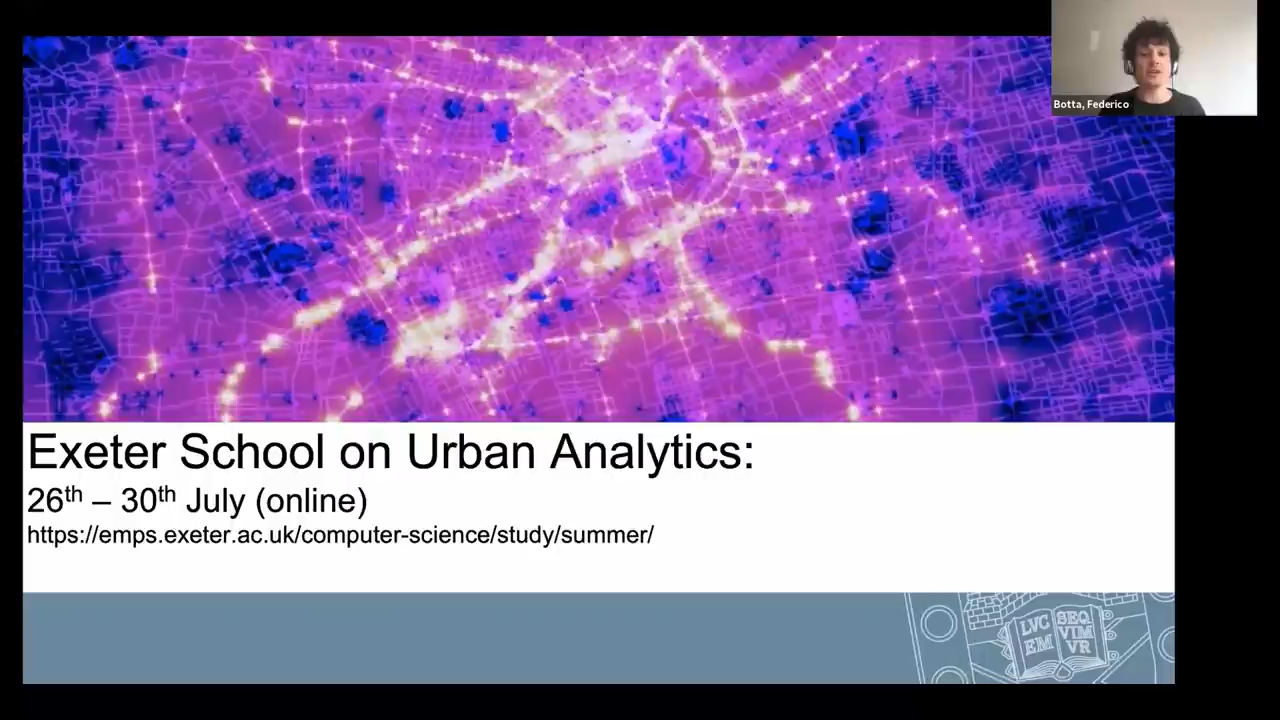 Botta, Federico
Exeter School on Urban Analytics:
26th – 30th July (online)
https://emps.exeter.ac.uk/computer-science/study/summer/
LVC
EM
SEQ
VIM
VR